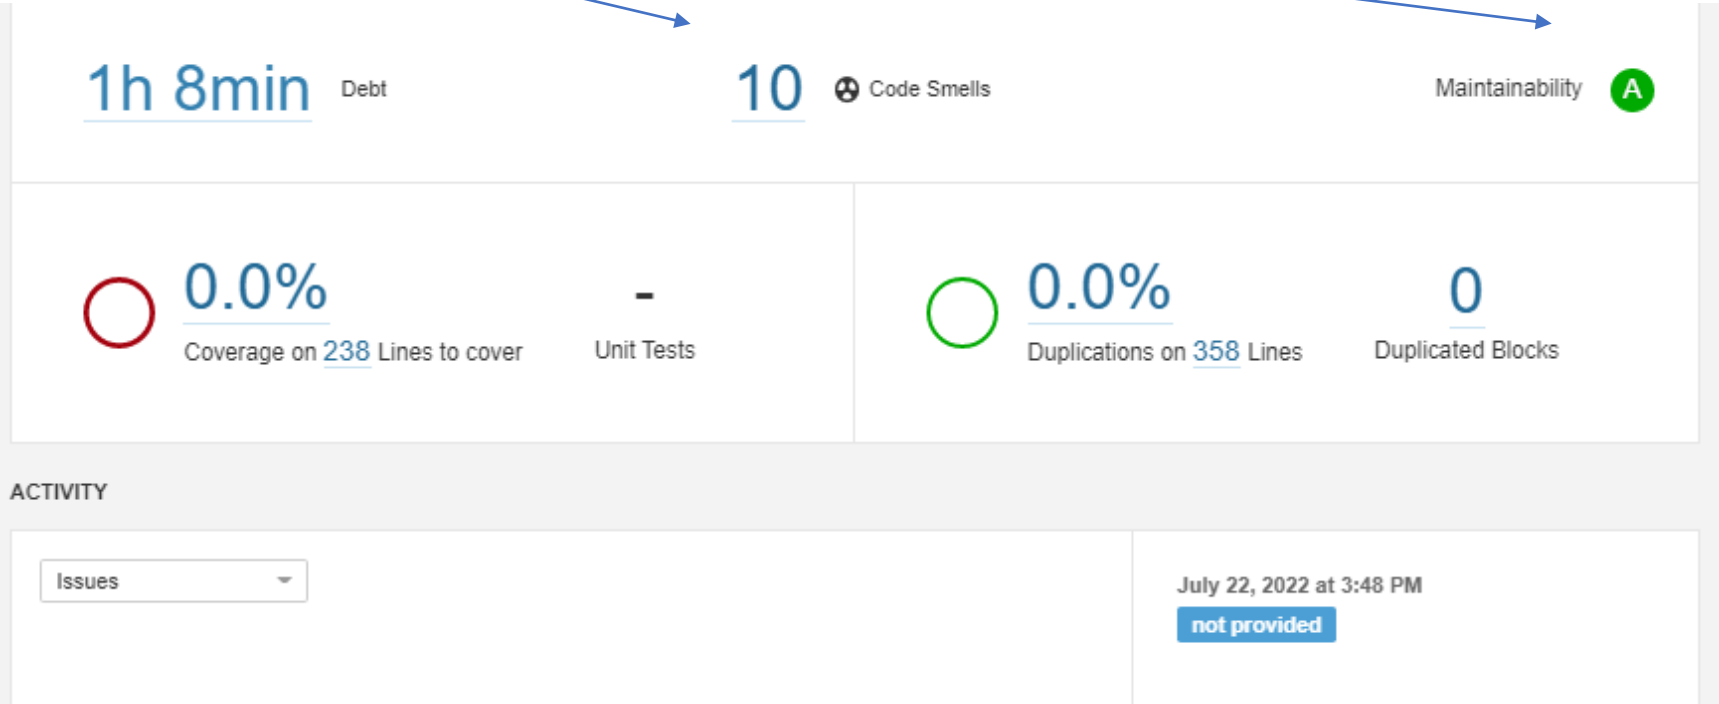 1h 8min Debt 10 Code Smells Maintainability A
0.0% - 0.0% 0
Coverage on 238 Lines to cover Unit Tests Duplications on 358 Lines Duplicated Blocks
ACTIVITY
Issues
July 22, 2022 at 3:48 PM
not provided